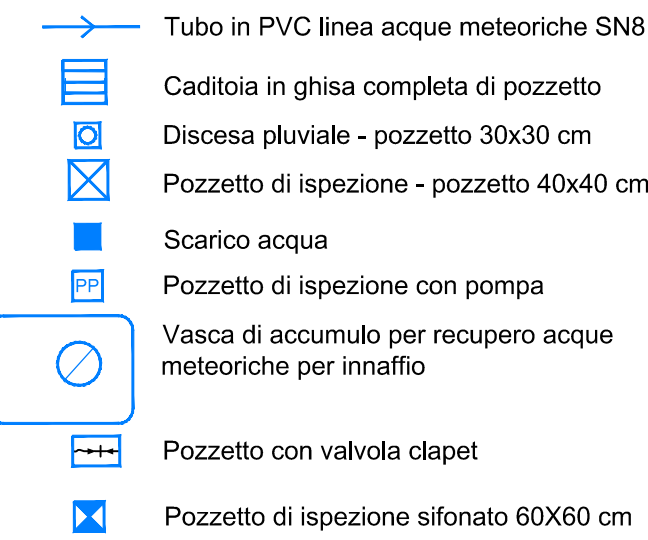 Tubo in PVC linea acque meteoriche SN8
Caditoia in ghisa completa di pozzetto
Discesa pluviale - pozzetto 30x30 cm
Pozzetto di ispezione - pozzetto 40x40 cm
Scarico acqua
PP Pozzetto di ispezione con pompa
Vasca di accumulo per recupero acque
meteoriche per innaffio
Pozzetto con valvola clapet
Pozzetto di ispezione sifonato 60X60 cm